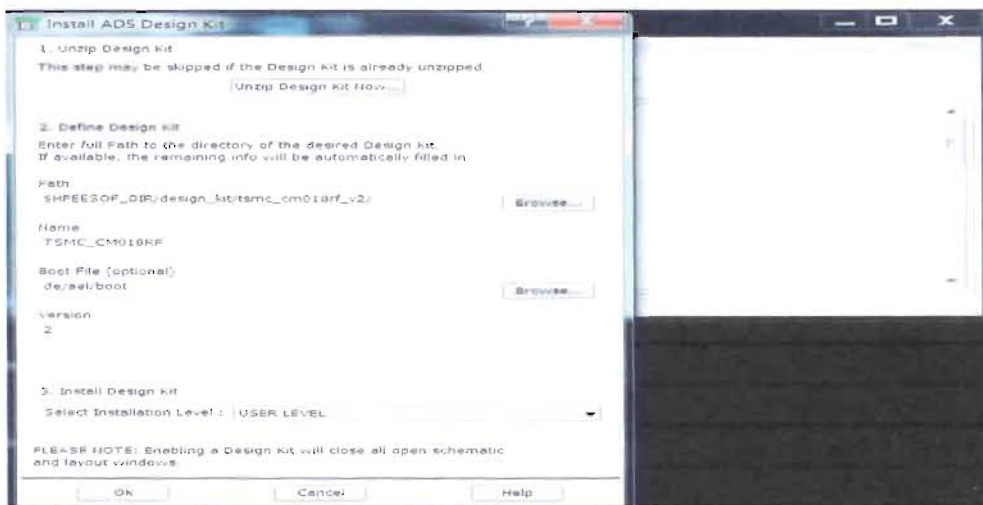 Install ADS Design Kit
1. Unzip Design Kit
This step may be skipped if the Design Kit is already unzipped.
Unzip Design Kit Now...
2. Define Design Kit
Enter full Path to the directory of the desired Design Kit.
If available, the remaining info will be automatically filled in
Path
$HPEESOF_DIR/design_kit/tsmc_cm018rf_v2/
Browse...
Name
TSMC_CM018RF
Boot File (optional)
de/ael/boot
Browse...
Version
2
3. Install Design Kit
Select Installation Level : USER LEVEL
PLEASE NOTE: Enabling a Design Kit will close all open schematic
and layout windows.
Ok Cancel Help